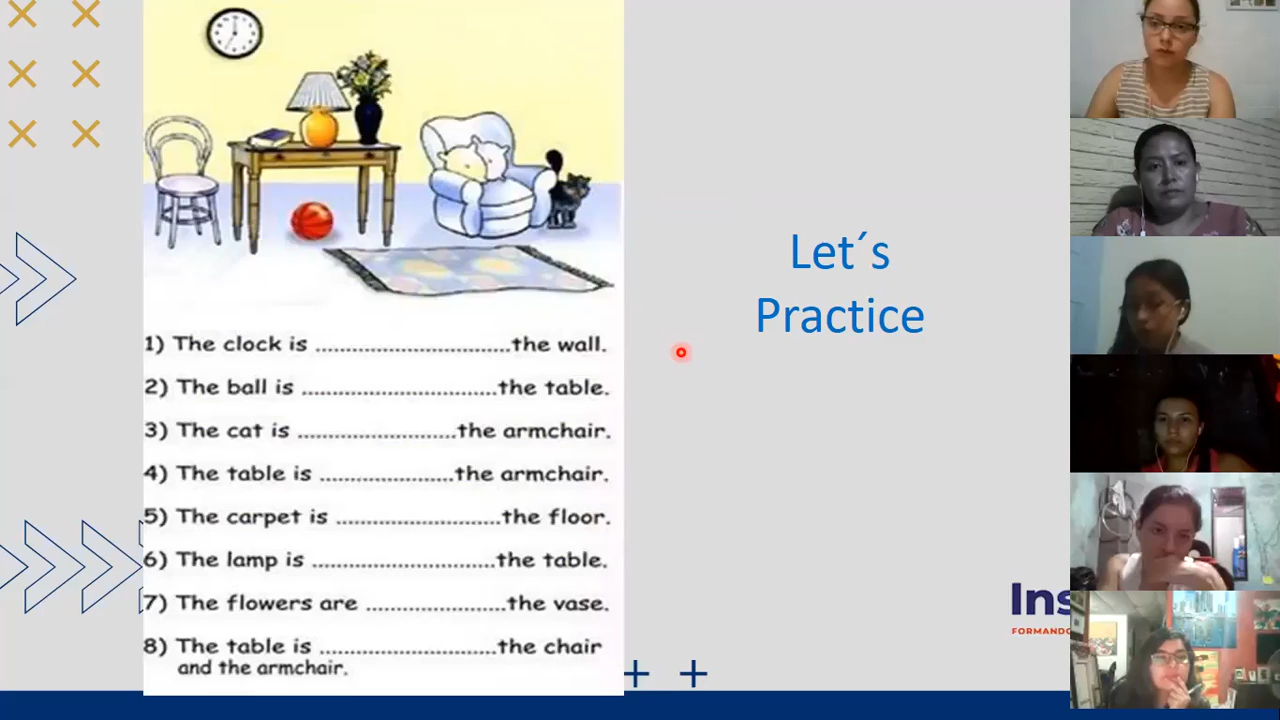 Let´s
Practice
1) The clock is ....................................the wall.
2) The ball is ....................................the table.
3) The cat is .............................the armchair.
4) The table is .........................the armchair.
5) The carpet is ..............................the floor.
6) The lamp is ..................................the table.
7) The flowers are ..........................the vase.
8) The table is .................................the chair
and the armchair.
Ins
FORMANDO